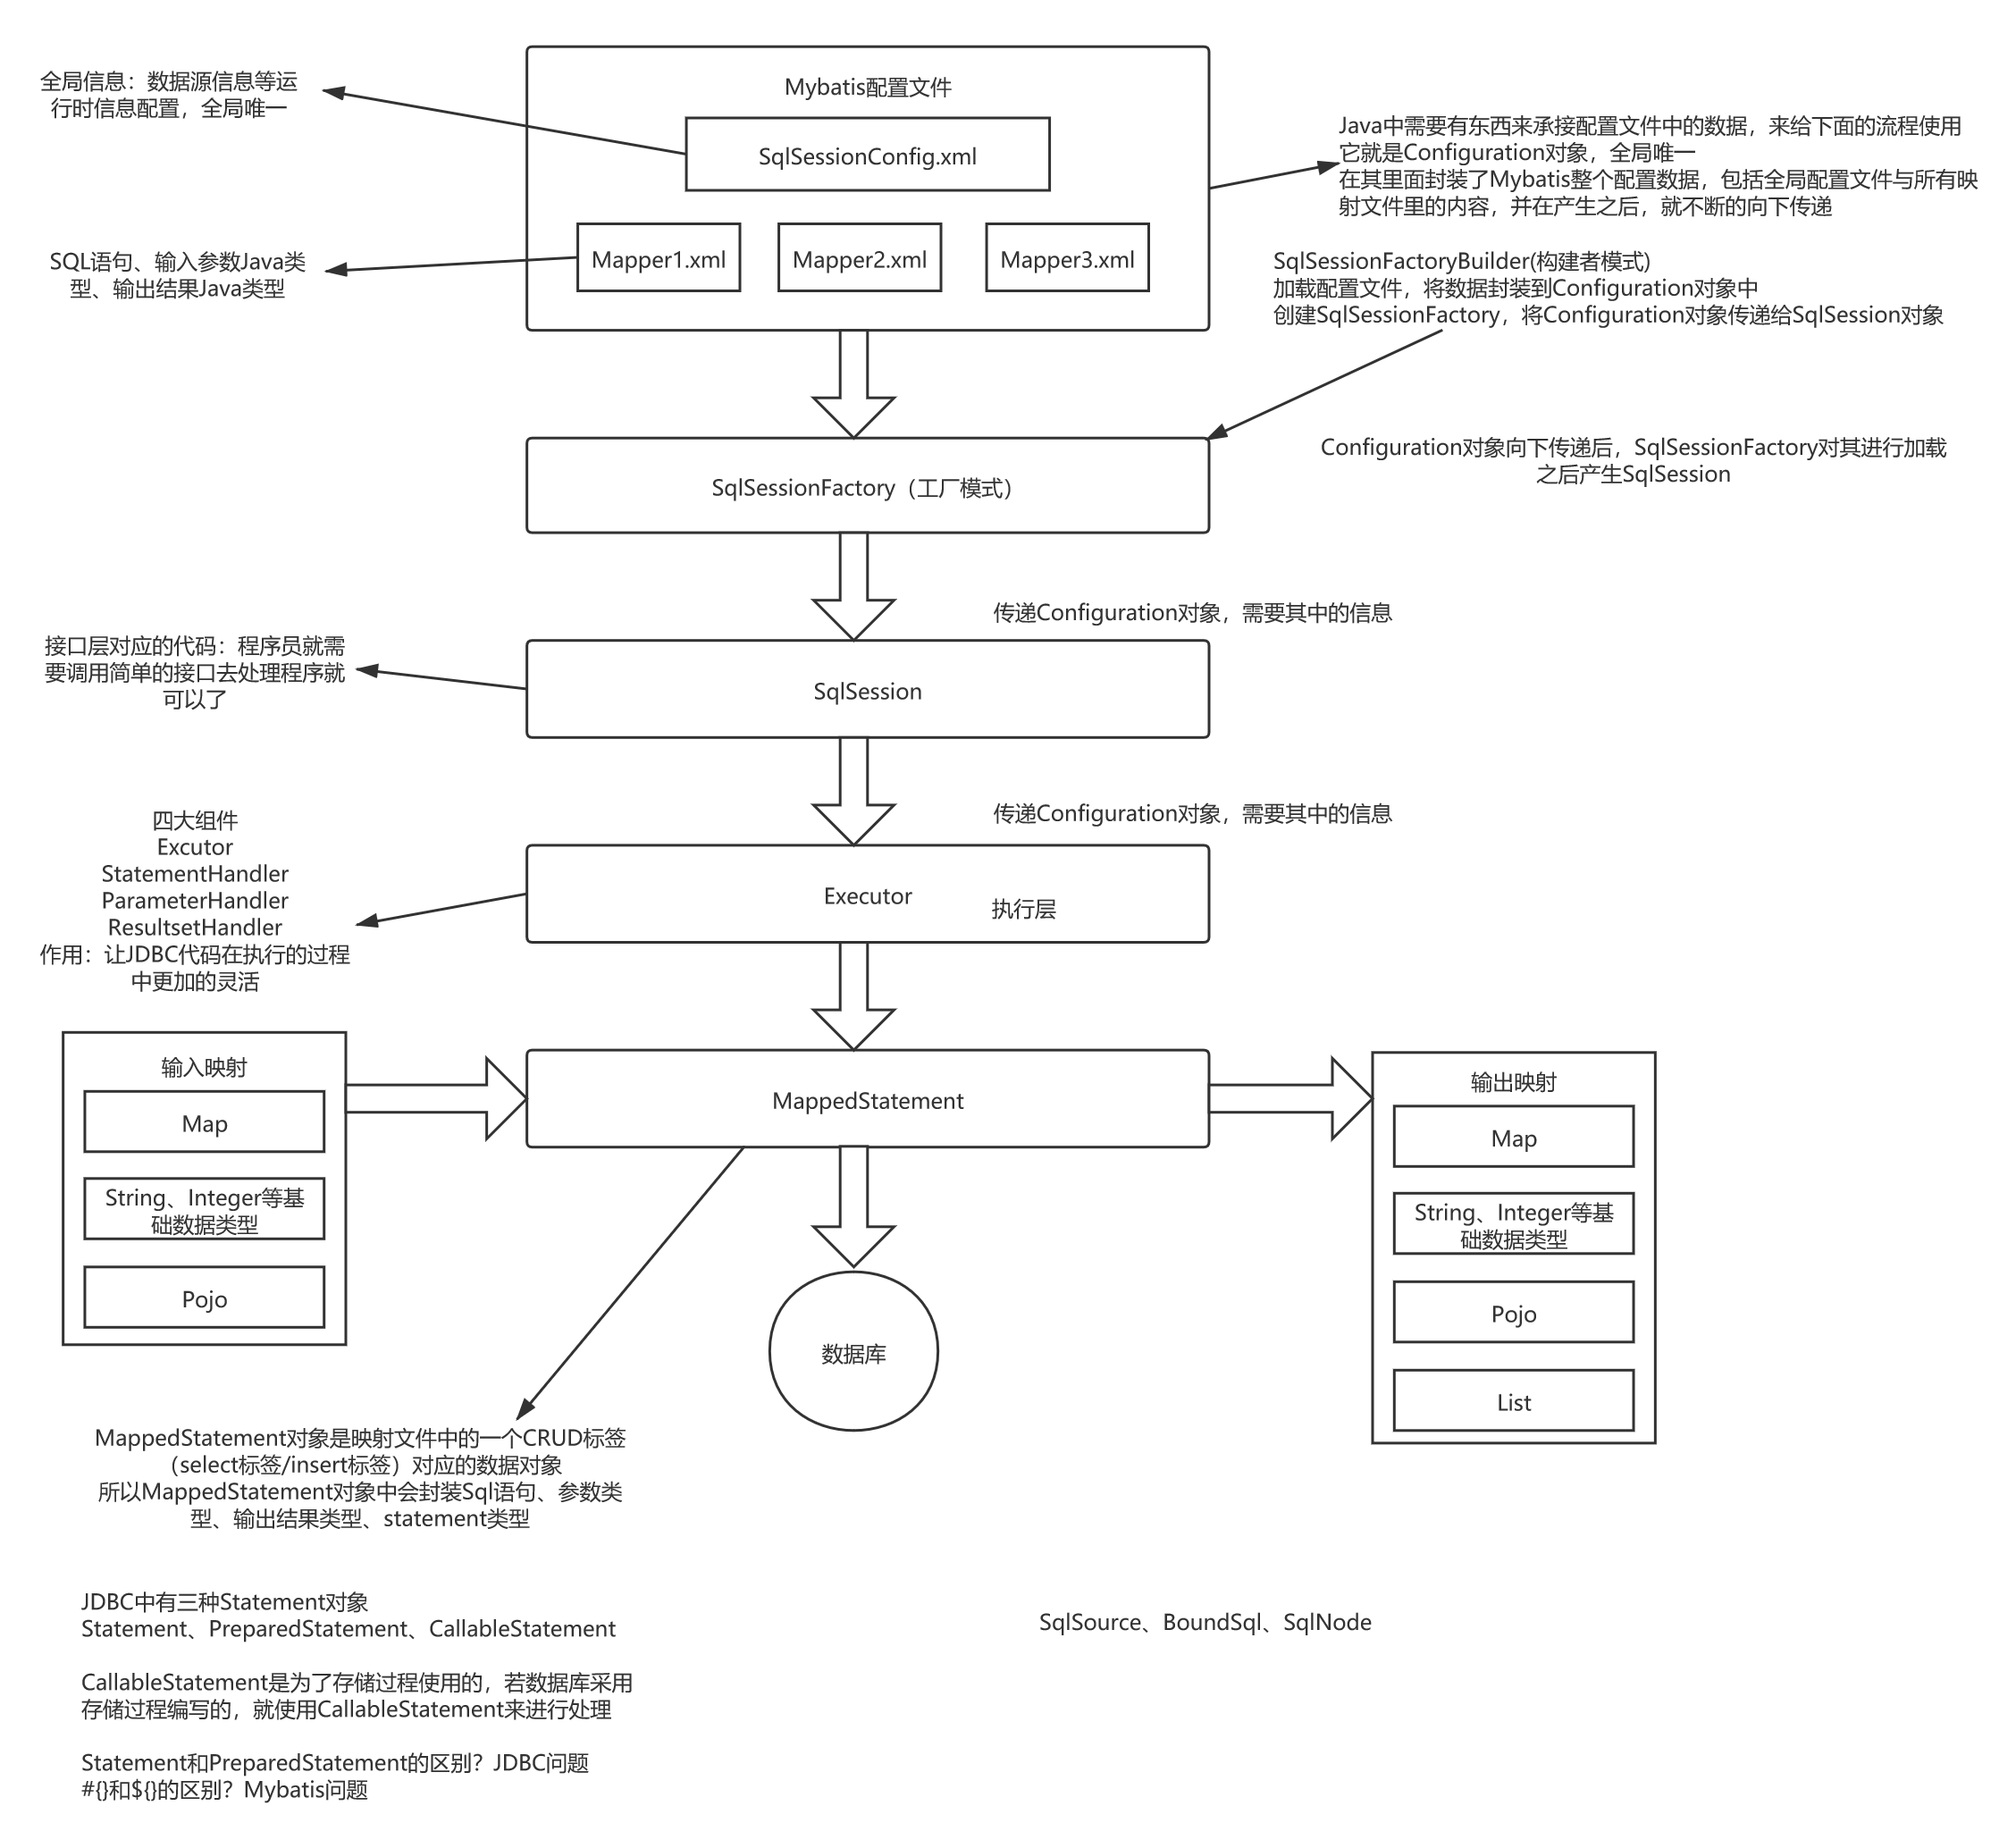 Mybatis配置文件
全局信息：数据源信息等运
行时信息配置，全局唯一
SqlSessionConfig.xml
Java中需要有东西来承接配置文件中的数据，来给下面的流程使用
它就是Configuration对象，全局唯一
在其里面封装了Mybatis整个配置数据，包括全局配置文件与所有映
射文件里的内容，并在产生之后，就不断的向下传递
SQL语句、输入参数Java类
型、输出结果Java类型
Mapper1.xml
Mapper2.xml
Mapper3.xml
SqlSessionFactoryBuilder(构建者模式)
加载配置文件，将数据封装到Configuration对象中
创建SqlSessionFactory，将Configuration对象传递给SqlSession对象
SqlSessionFactory（工厂模式）
Configuration对象向下传递后，SqlSessionFactory对其进行加载
之后产生SqlSession
传递Configuration对象，需要其中的信息
接口层对应的代码：程序员就需
要调用简单的接口去处理程序就
可以了
SqlSession
传递Configuration对象，需要其中的信息
四大组件
Excutor
StatementHandler
ParameterHandler
ResultsetHandler
作用：让JDBC代码在执行的过程
中更加的灵活
Executor
执行层
输入映射
Map
String、Integer等基
础数据类型
Pojo
MappedStatement
输出映射
Map
String、Integer等基
础数据类型
Pojo
List
数据库
MappedStatement对象是映射文件中的一个CRUD标签
（select标签/insert标签）对应的数据对象
所以MappedStatement对象中会封装Sql语句、参数类
型、输出结果类型、statement类型
JDBC中有三种Statement对象
Statement、PreparedStatement、CallableStatement
SqlSource、BoundSql、SqlNode
CallableStatement是为了存储过程使用的，若数据库采用
存储过程编写的，就使用CallableStatement来进行处理
Statement和PreparedStatement的区别？JDBC问题
#{}和${}的区别？Mybatis问题